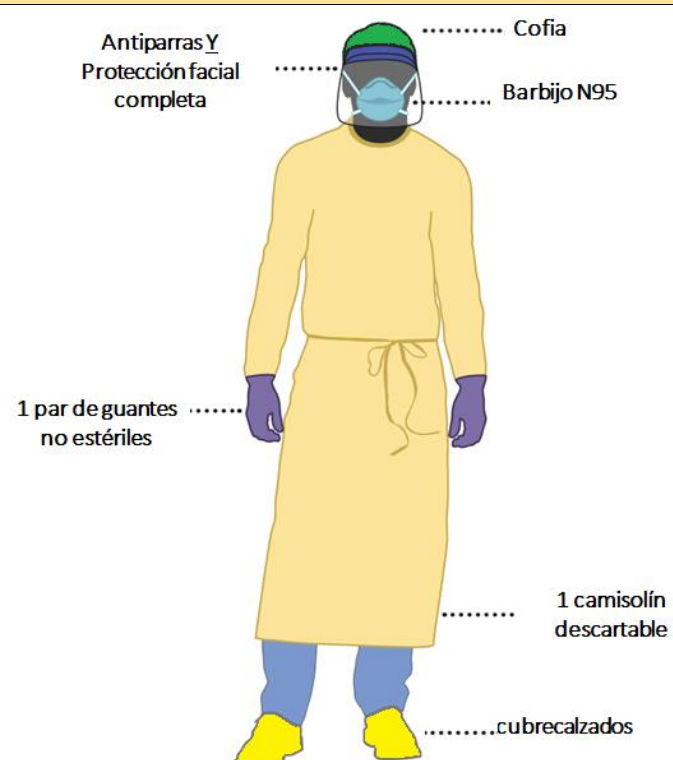 Cofia
Antiparras Y
Protección facial
completa
Barbijo N95
1 par de guantes
no estériles
1 camisolín
descartable
cubrecalzados